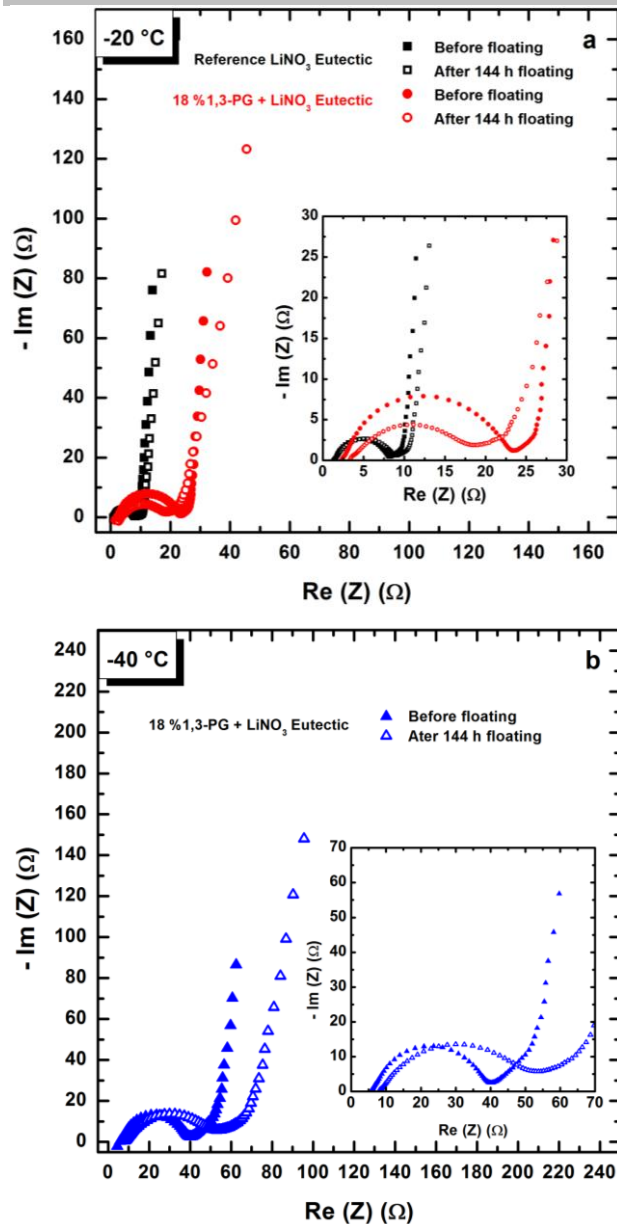 -20 °C
a
Reference LiNO₃ Eutectic
Before floating
After 144 h floating
18 %1,3-PG + LiNO₃ Eutectic
Before floating
After 144 h floating
160
140
120
100
80
60
40
20
0
- Im (Z) (Ω)
0 20 40 60 80 100 120 140 160
Re (Z) (Ω)
30
25
20
15
10
5
0
- Im (Z) (Ω)
0 5 10 15 20 25 30
Re (Z) (Ω)
-40 °C
b
18 %1,3-PG + LiNO₃ Eutectic
Before floating
Ater 144 h floating
240
220
200
180
160
140
120
100
80
60
40
20
0
- Im (Z) (Ω)
0 20 40 60 80 100 120 140 160 180 200 220 240
Re (Z) (Ω)
70
60
50
40
30
20
10
0
- Im (Z) (Ω)
0 10 20 30 40 50 60 70
Re (Z) (Ω)